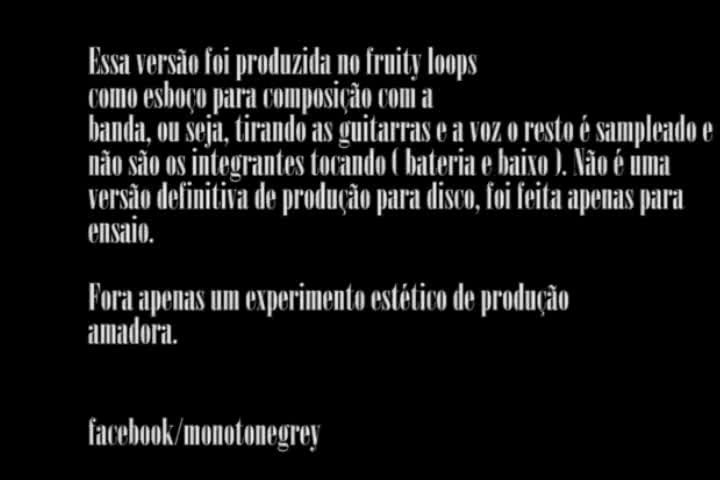 Essa versão foi produzida no fruity loops
como esboço para composição com a
banda, ou seja, tirando as guitarras e a voz o resto é sampleado e
não são os integrantes tocando ( bateria e baixo ). Não é uma
versão definitiva de produção para disco, foi feita apenas para
ensaio.
Fora apenas um experimento estético de produção
amadora.
facebook/monotonegrey